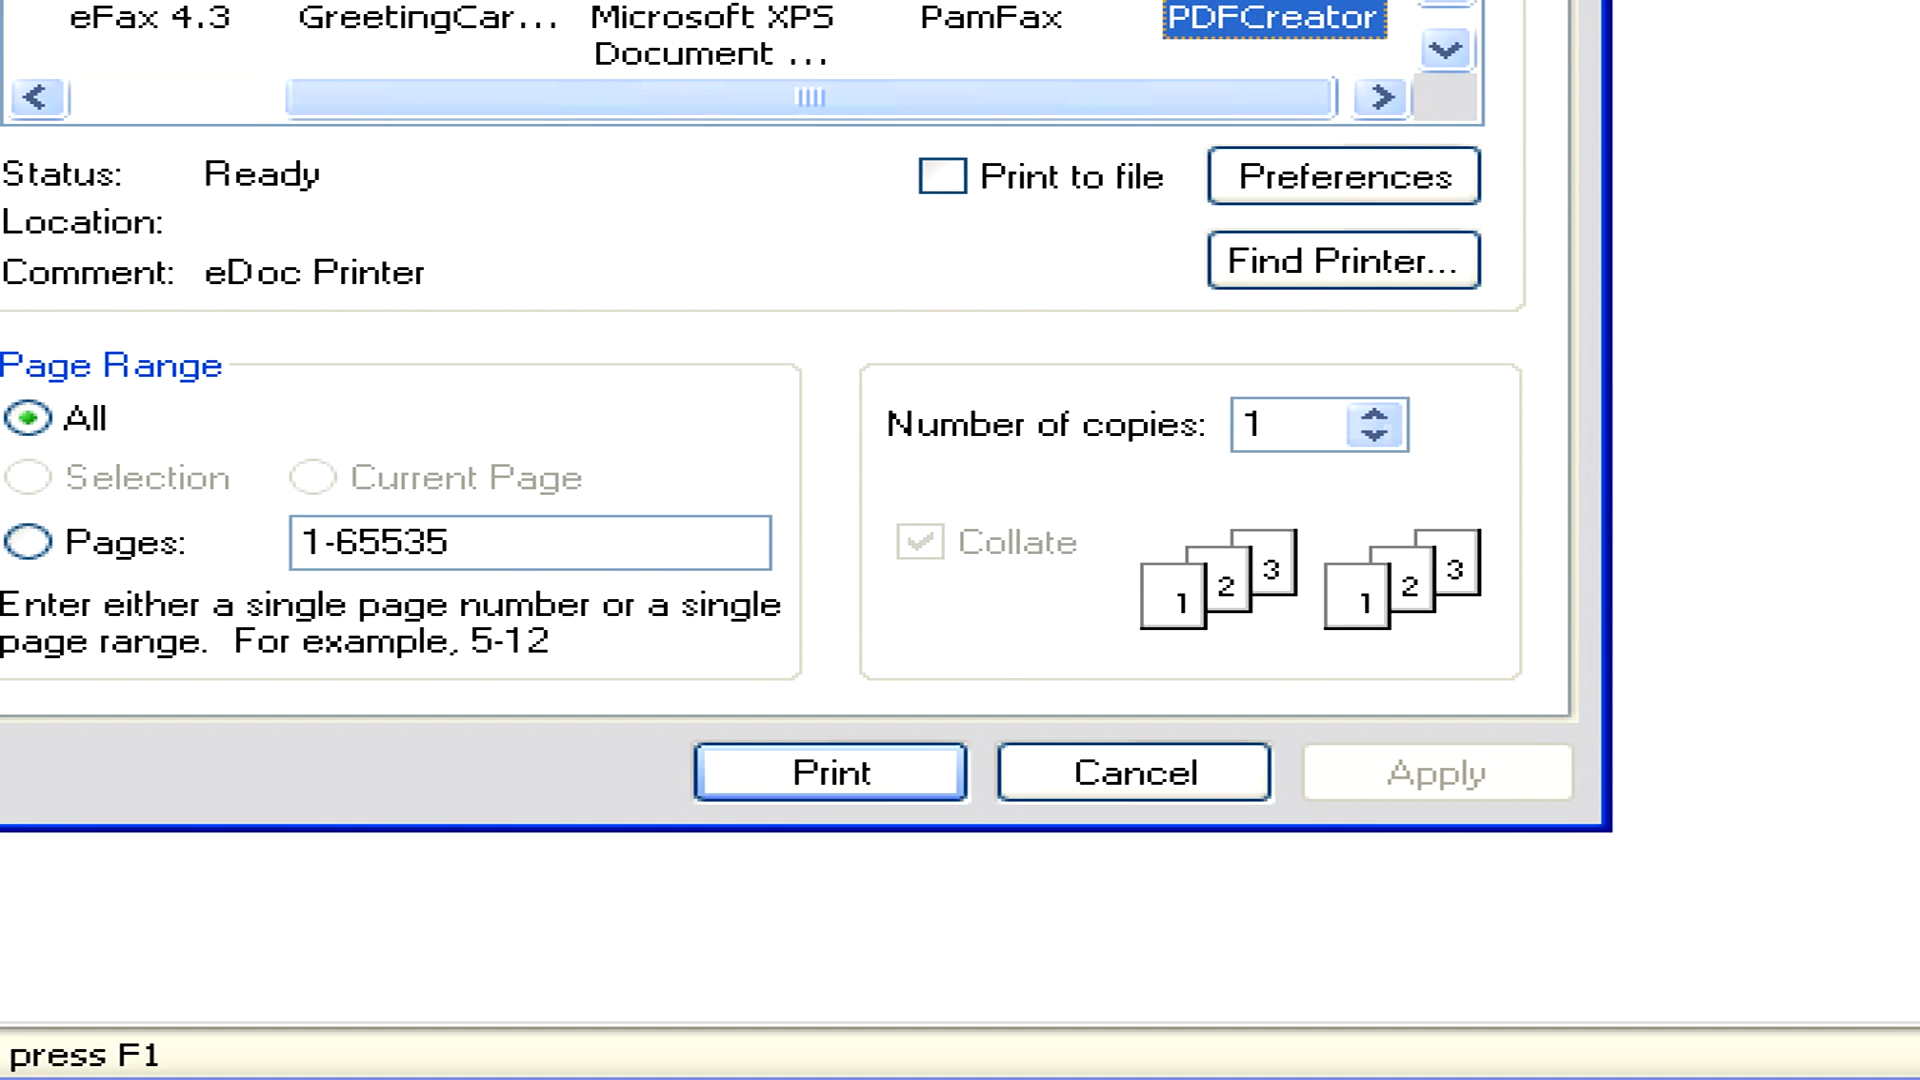 eFax 4.3 GreetingCar... Microsoft XPS Document ... PamFax PDFCreator
Status: Ready
Print to file Preferences
Location:
Comment: eDoc Printer
Find Printer...
Page Range
All
Selection Current Page
Pages: 1-65535
Enter either a single page number or a single
page range. For example, 5-12
Number of copies: 1
Collate
1 2 3 1 2 3
Print Cancel Apply
press F1